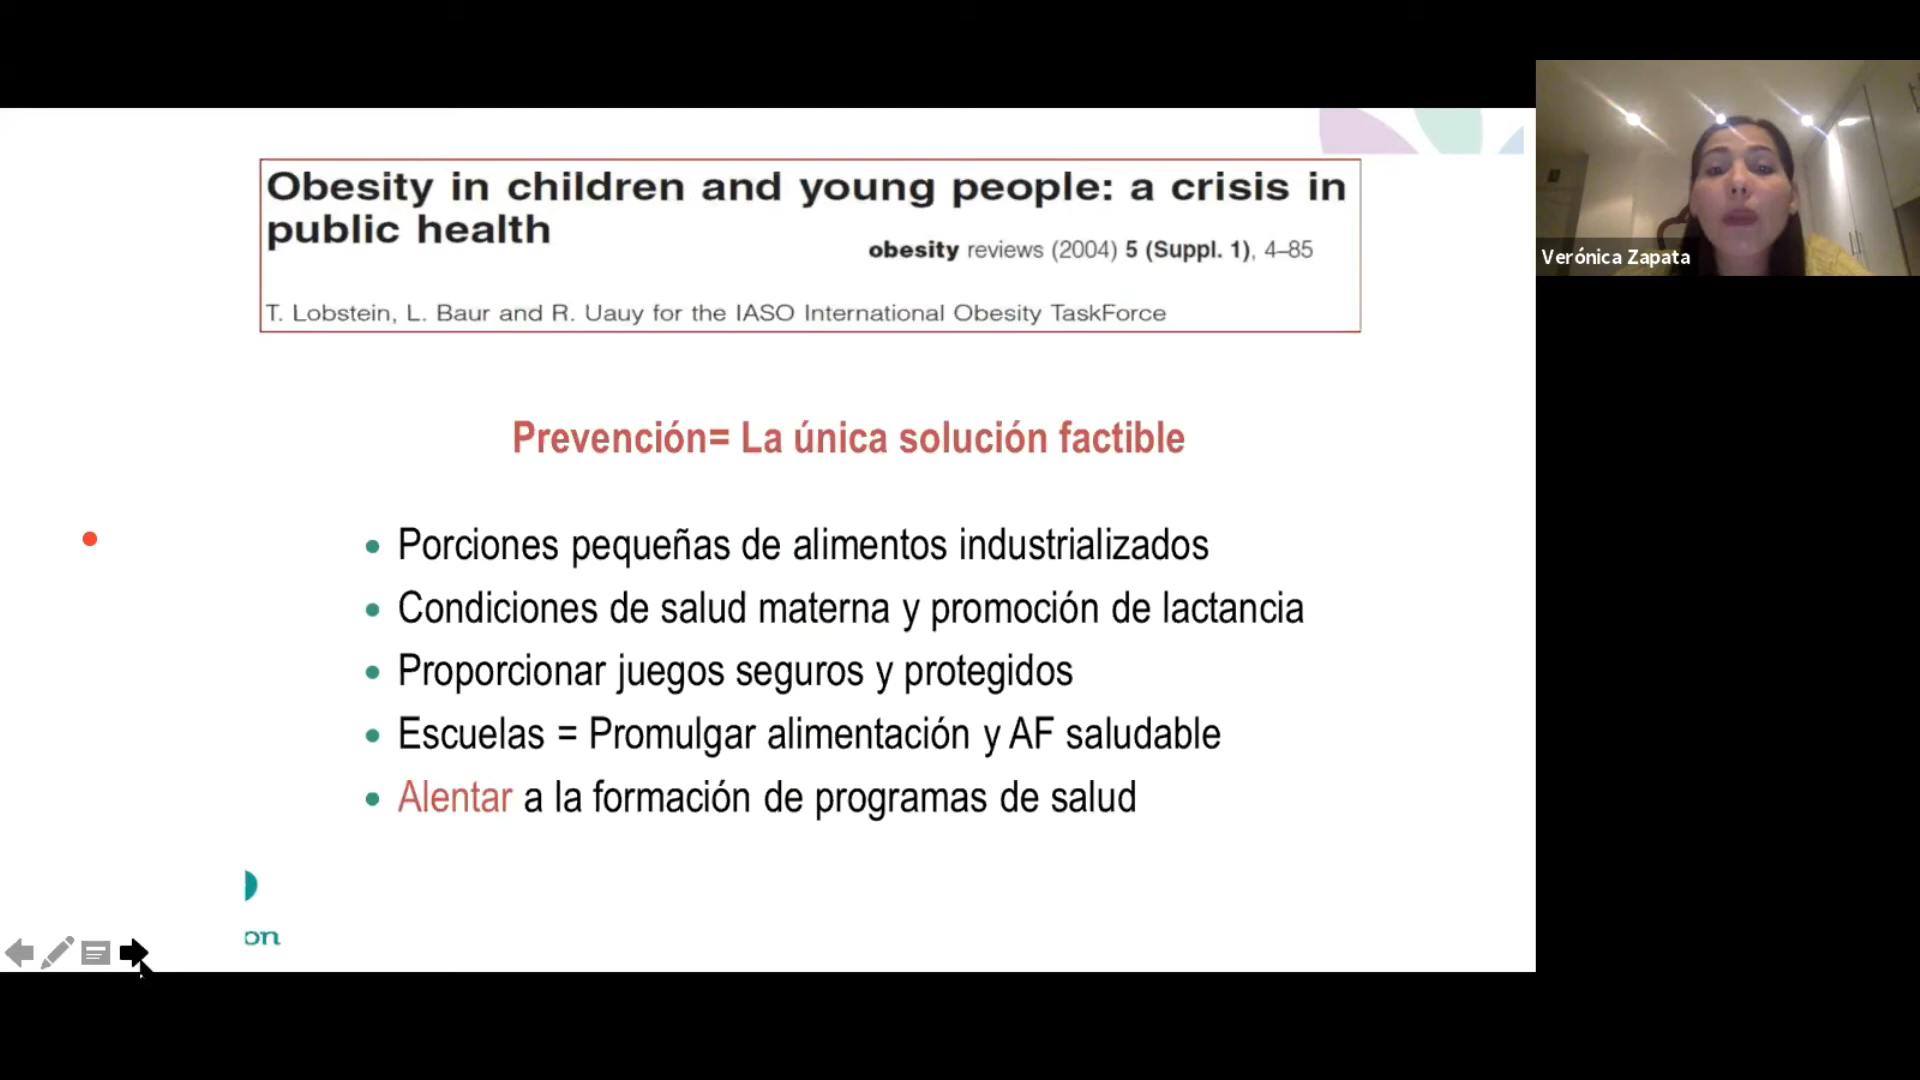 Obesity in children and young people: a crisis in
public health
obesity reviews (2004) 5 (Suppl. 1), 4–85
T. Lobstein, L. Baur and R. Uauy for the IASO International Obesity TaskForce
Verónica Zapata
Prevención= La única solución factible
• Porciones pequeñas de alimentos industrializados
• Condiciones de salud materna y promoción de lactancia
• Proporcionar juegos seguros y protegidos
• Escuelas = Promulgar alimentación y AF saludable
• Alentar a la formación de programas de salud
on